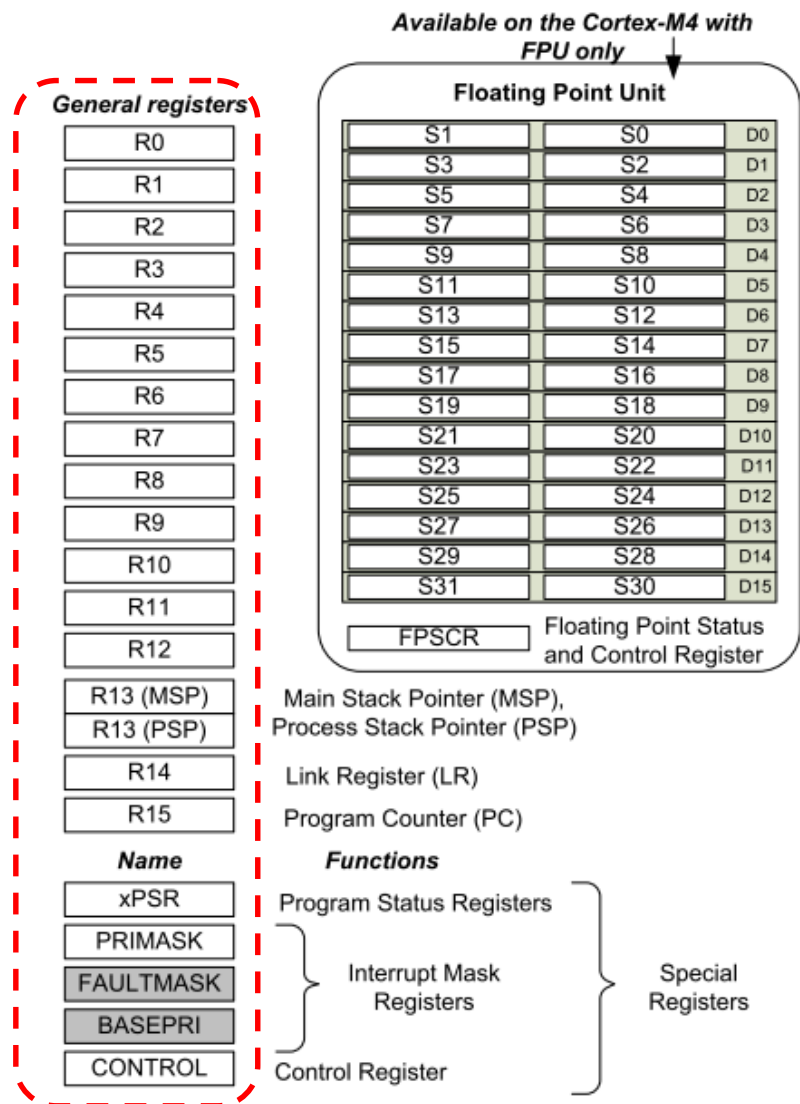 Available on the Cortex-M4 with
FPU only
General registers
R0
R1
R2
R3
R4
R5
R6
R7
R8
R9
R10
R11
R12
R13 (MSP)
R13 (PSP)
R14
R15
Main Stack Pointer (MSP),
Process Stack Pointer (PSP)
Link Register (LR)
Program Counter (PC)
Floating Point Unit
S1 S0 D0
S3 S2 D1
S5 S4 D2
S7 S6 D3
S9 S8 D4
S11 S10 D5
S13 S12 D6
S15 S14 D7
S17 S16 D8
S19 S18 D9
S21 S20 D10
S23 S22 D11
S25 S24 D12
S27 S26 D13
S29 S28 D14
S31 S30 D15
FPSCR Floating Point Status
and Control Register
Name Functions
xPSR Program Status Registers
PRIMASK
FAULTMASK
BASEPRI
Interrupt Mask
Registers
CONTROL Control Register
Special
Registers